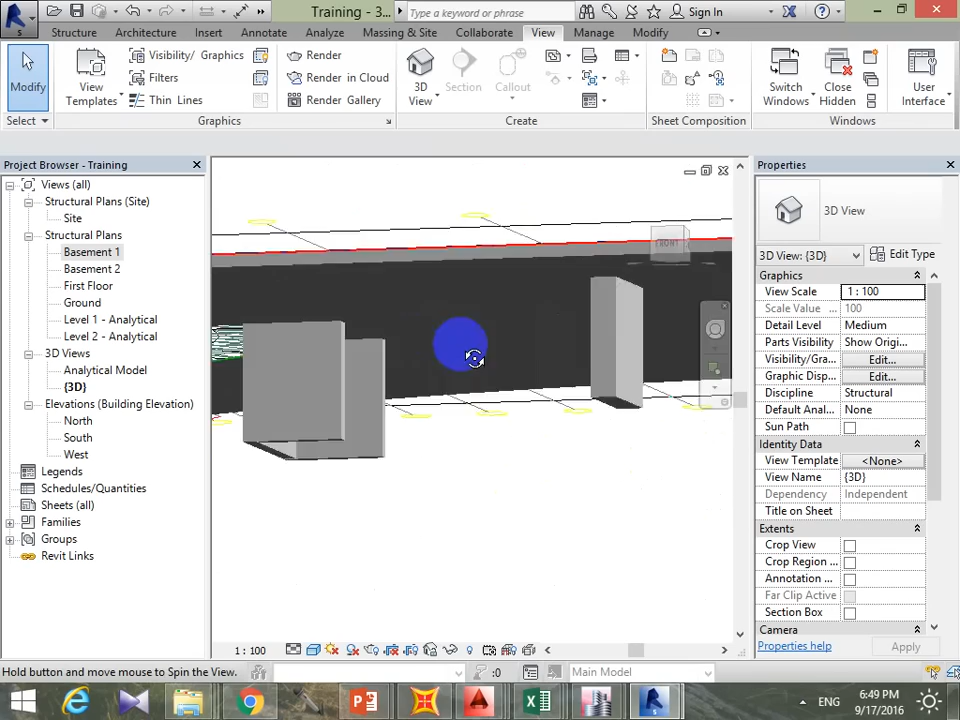 Training - 3...
Type a keyword or phrase
Sign In
Structure Architecture Insert Annotate Analyze Massing & Site Collaborate View Manage Modify
Modify
View Templates
Visibility/ Graphics
Filters
Thin Lines
Render
Render in Cloud
Render Gallery
3D View
Section
Callout
Switch Windows
Close Hidden
User Interface
Select
Graphics
Create
Sheet Composition
Windows
Project Browser - Training
Views (all)
Structural Plans (Site)
Site
Structural Plans
Basement 1
Basement 2
First Floor
Ground
Level 1 - Analytical
Level 2 - Analytical
3D Views
Analytical Model
{3D}
Elevations (Building Elevation)
North
South
West
Legends
Schedules/Quantities
Sheets (all)
Families
Groups
Revit Links
FRONT
1 : 100
Properties
3D View
3D View: {3D}
Edit Type
Graphics
View Scale 1 : 100
Scale Value 100
Detail Level Medium
Parts Visibility Show Origi...
Visibility/Gra... Edit...
Graphic Disp... Edit...
Discipline Structural
Default Anal... None
Sun Path
Identity Data
View Template <None>
View Name {3D}
Dependency Independent
Title on Sheet
Extents
Crop View
Crop Region ...
Annotation ...
Far Clip Active
Section Box
Camera
Properties help
Apply
Hold button and move mouse to Spin the View.
:0
Main Model
ENG
6:49 PM
9/17/2016